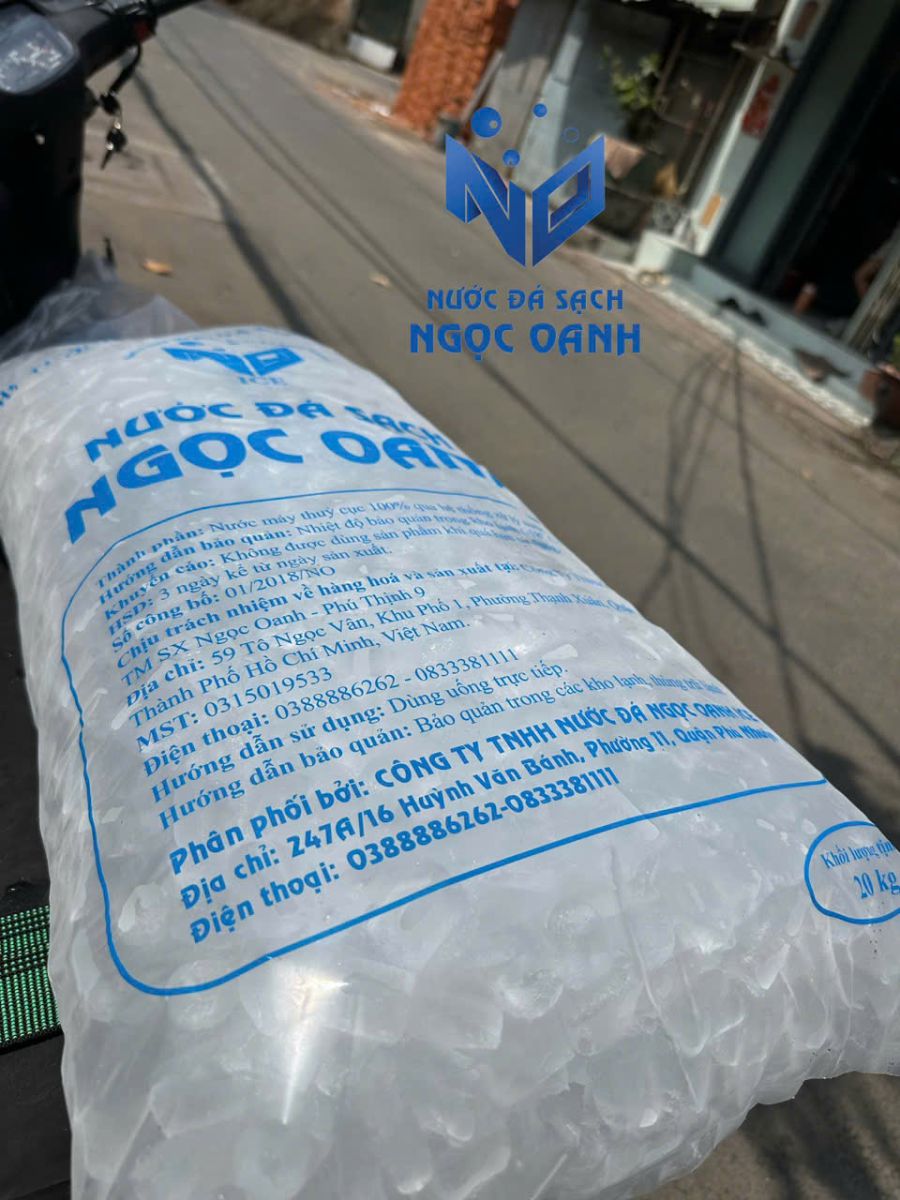 NƯỚC ĐÁ SẠCH
NGỌC OANH
ICE
NƯỚC ĐÁ SẠCH
NGỌC OANH
Thành phần: Nước máy thuỷ cục 100% qua hệ thống xử lý
Hướng dẫn bảo quản: Nhiệt độ bảo quản trong kho lạnh
Khuyến cáo: Không được dùng sản phẩm khi quá hạn
HSD: 3 ngày kể từ ngày sản xuất.
Số công bố: 01/2018/NO
Chịu trách nhiệm về hàng hoá và sản xuất tại: Công ty
TM SX Ngọc Oanh - Phú Thịnh 9
Địa chỉ: 59 Tô Ngọc Vân, Khu Phố 1, Phường Thạnh Xuân, Quận
Thành Phố Hồ Chí Minh, Việt Nam.
MST: 0315019533
Điện thoại: 0388886262 - 0833381111
Hướng dẫn sử dụng: Dùng uống trực tiếp.
Hướng dẫn bảo quản: Bảo quản trong các kho lạnh, thùng trữ lạnh
Phân phối bởi: CÔNG TY TNHH NƯỚC ĐÁ NGỌC OANH ICE
Địa chỉ: 247A/16 Huỳnh Văn Bánh, Phường 11, Quận Phú Nhuận
Điện thoại: 0388886262-0833381111
Khối lượng tịnh
20 kg